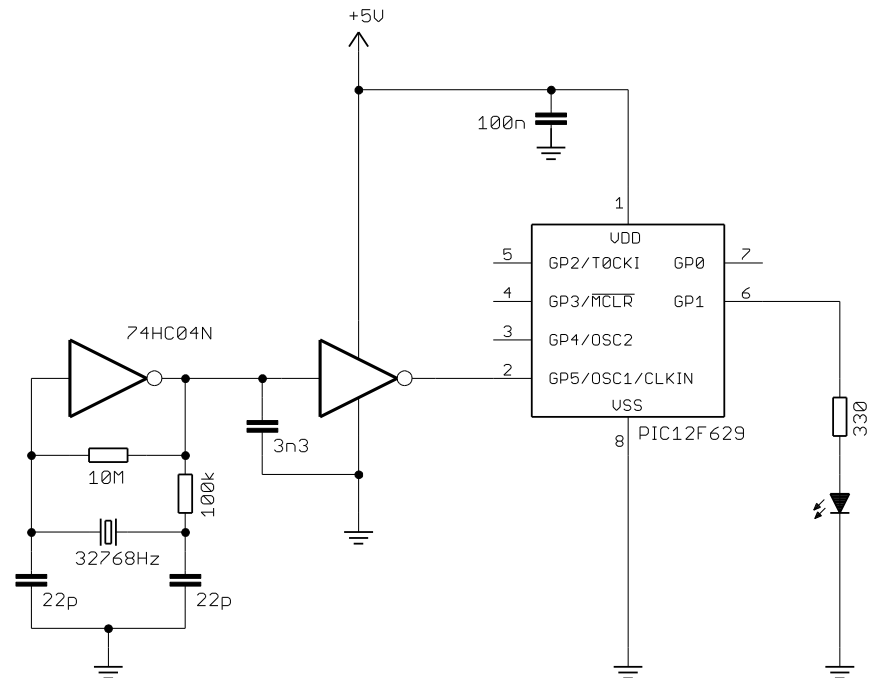 +5V
100n
1
VDD
5 GP2/T0CKI GP0 7
4 GP3/MCLR GP1 6
3 GP4/OSC2
2 GP5/OSC1/CLKIN
VSS
8 PIC12F629
74HC04N
3n3
330
10M
100k
32768Hz
22p 22p